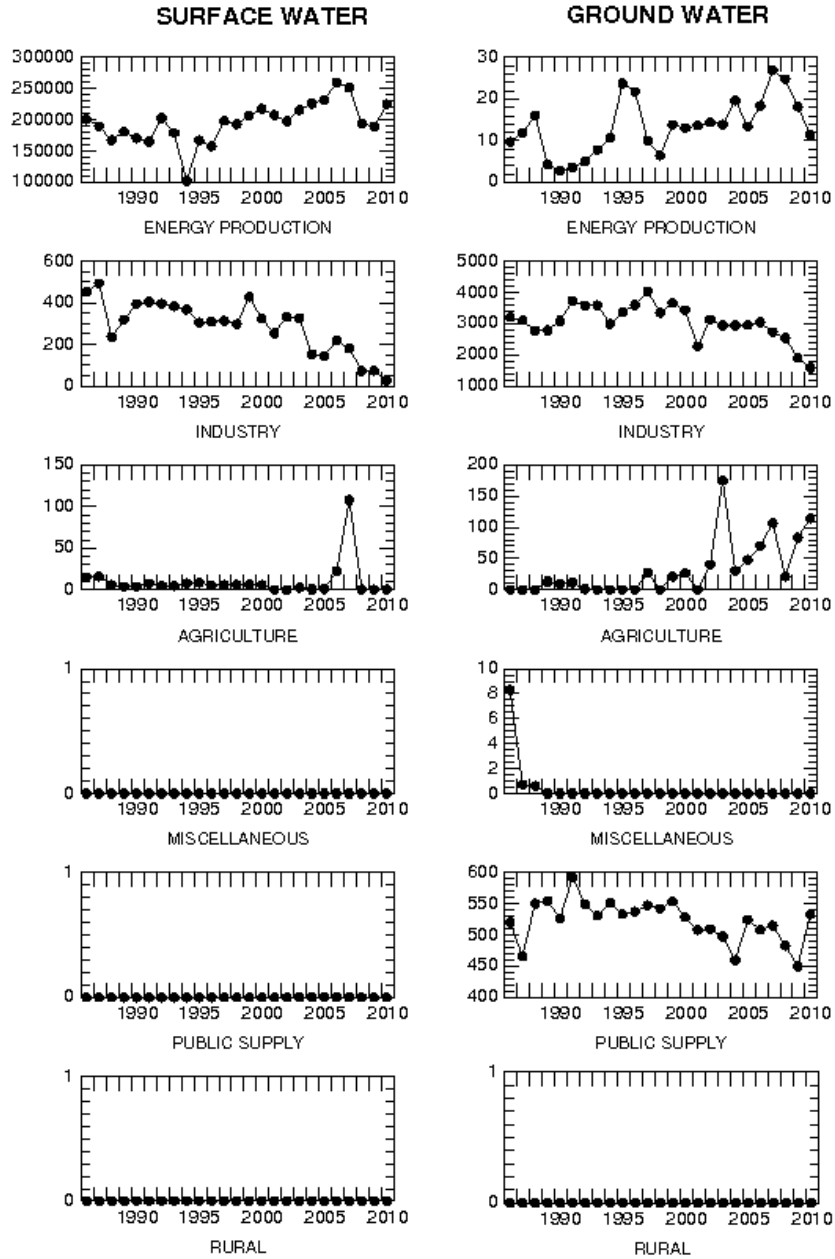 SURFACE WATER
GROUND WATER
300000
250000
200000
150000
100000
1990 1995 2000 2005 2010
ENERGY PRODUCTION
30
20
10
0
1990 1995 2000 2005 2010
ENERGY PRODUCTION
600
400
200
0
1990 1995 2000 2005 2010
INDUSTRY
5000
4000
3000
2000
1000
1990 1995 2000 2005 2010
INDUSTRY
150
100
50
0
1990 1995 2000 2005 2010
AGRICULTURE
200
150
100
50
0
1990 1995 2000 2005 2010
AGRICULTURE
1
0
1990 1995 2000 2005 2010
MISCELLANEOUS
10
8
6
4
2
0
1990 1995 2000 2005 2010
MISCELLANEOUS
1
0
1990 1995 2000 2005 2010
PUBLIC SUPPLY
600
550
500
450
400
1990 1995 2000 2005 2010
PUBLIC SUPPLY
1
0
1990 1995 2000 2005 2010
RURAL
1
0
1990 1995 2000 2005 2010
RURAL